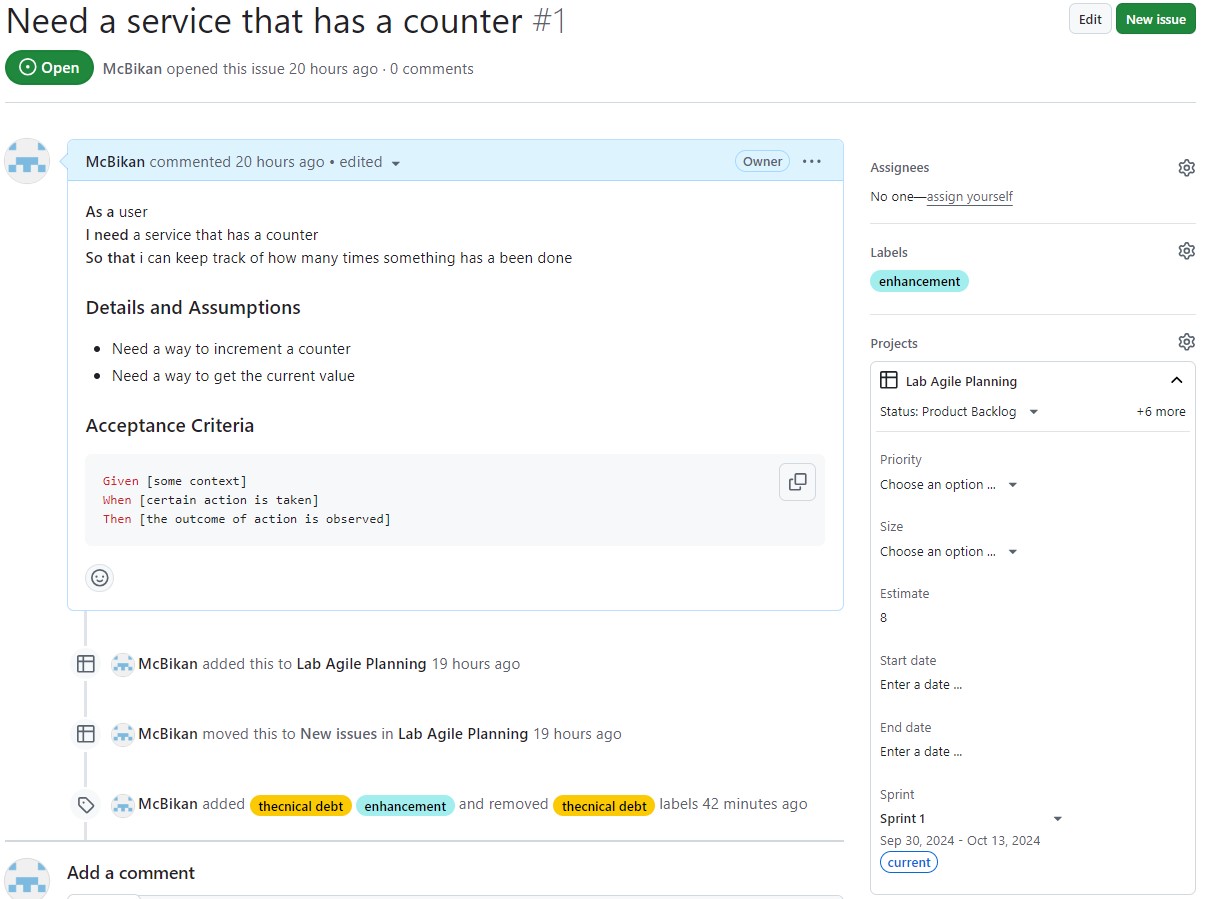 Need a service that has a counter #1
Edit
New issue
Open
McBikan opened this issue 20 hours ago · 0 comments
McBikan commented 20 hours ago • edited
Owner
As a user
I need a service that has a counter
So that i can keep track of how many times something has a been done
Details and Assumptions
Need a way to increment a counter
Need a way to get the current value
Acceptance Criteria
Given [some context]
When [certain action is taken]
Then [the outcome of action is observed]
McBikan added this to Lab Agile Planning 19 hours ago
McBikan moved this to New issues in Lab Agile Planning 19 hours ago
McBikan added thecnical debt enhancement and removed thecnical debt labels 42 minutes ago
Add a comment
Assignees
No one—assign yourself
Labels
enhancement
Projects
Lab Agile Planning
Status: Product Backlog
+6 more
Priority
Choose an option ...
Size
Choose an option ...
Estimate
8
Start date
Enter a date ...
End date
Enter a date ...
Sprint
Sprint 1
Sep 30, 2024 - Oct 13, 2024
current